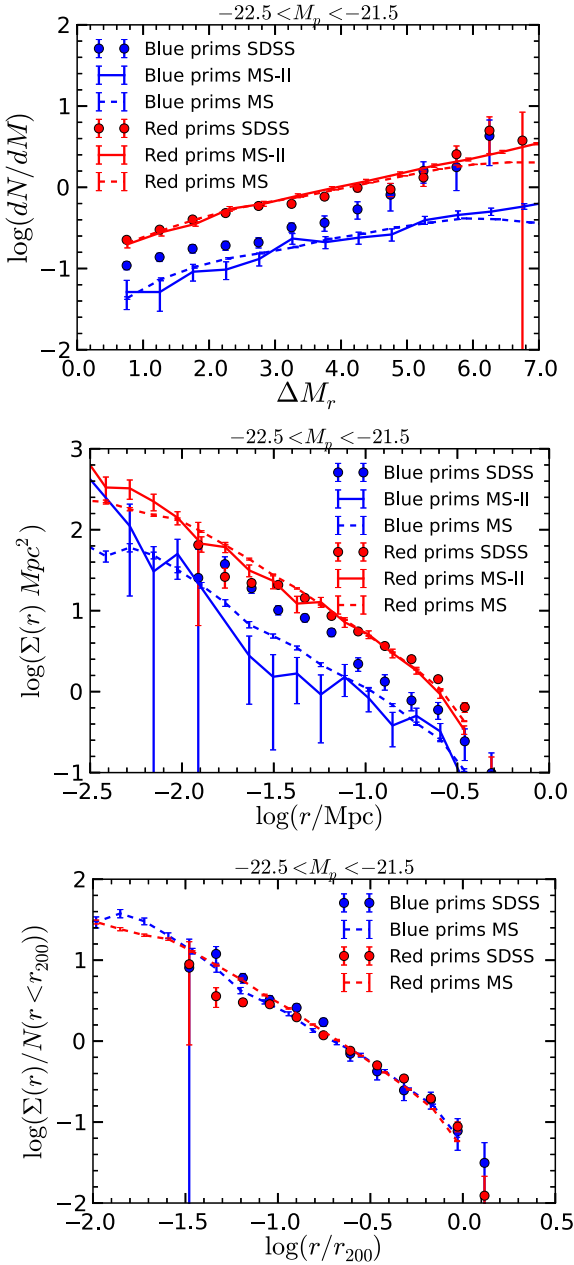 −22.5 < M_p < −21.5
2
1
0
−1
−2
log(dN/dM)
Blue prims SDSS
Blue prims MS-II
Blue prims MS
Red prims SDSS
Red prims MS-II
Red prims MS
0.0 1.0 2.0 3.0 4.0 5.0 6.0 7.0
ΔM_r
−22.5 < M_p < −21.5
3
2
1
0
−1
log(Σ(r) Mpc²)
Blue prims SDSS
Blue prims MS-II
Blue prims MS
Red prims SDSS
Red prims MS-II
Red prims MS
−2.5 −2.0 −1.5 −1.0 −0.5 0.0
log(r/Mpc)
−22.5 < M_p < −21.5
2
1
0
−1
−2
log(Σ(r)/N(r < r_200))
Blue prims SDSS
Blue prims MS
Red prims SDSS
Red prims MS
−2.0 −1.5 −1.0 −0.5 0.0 0.5
log(r/r_200)